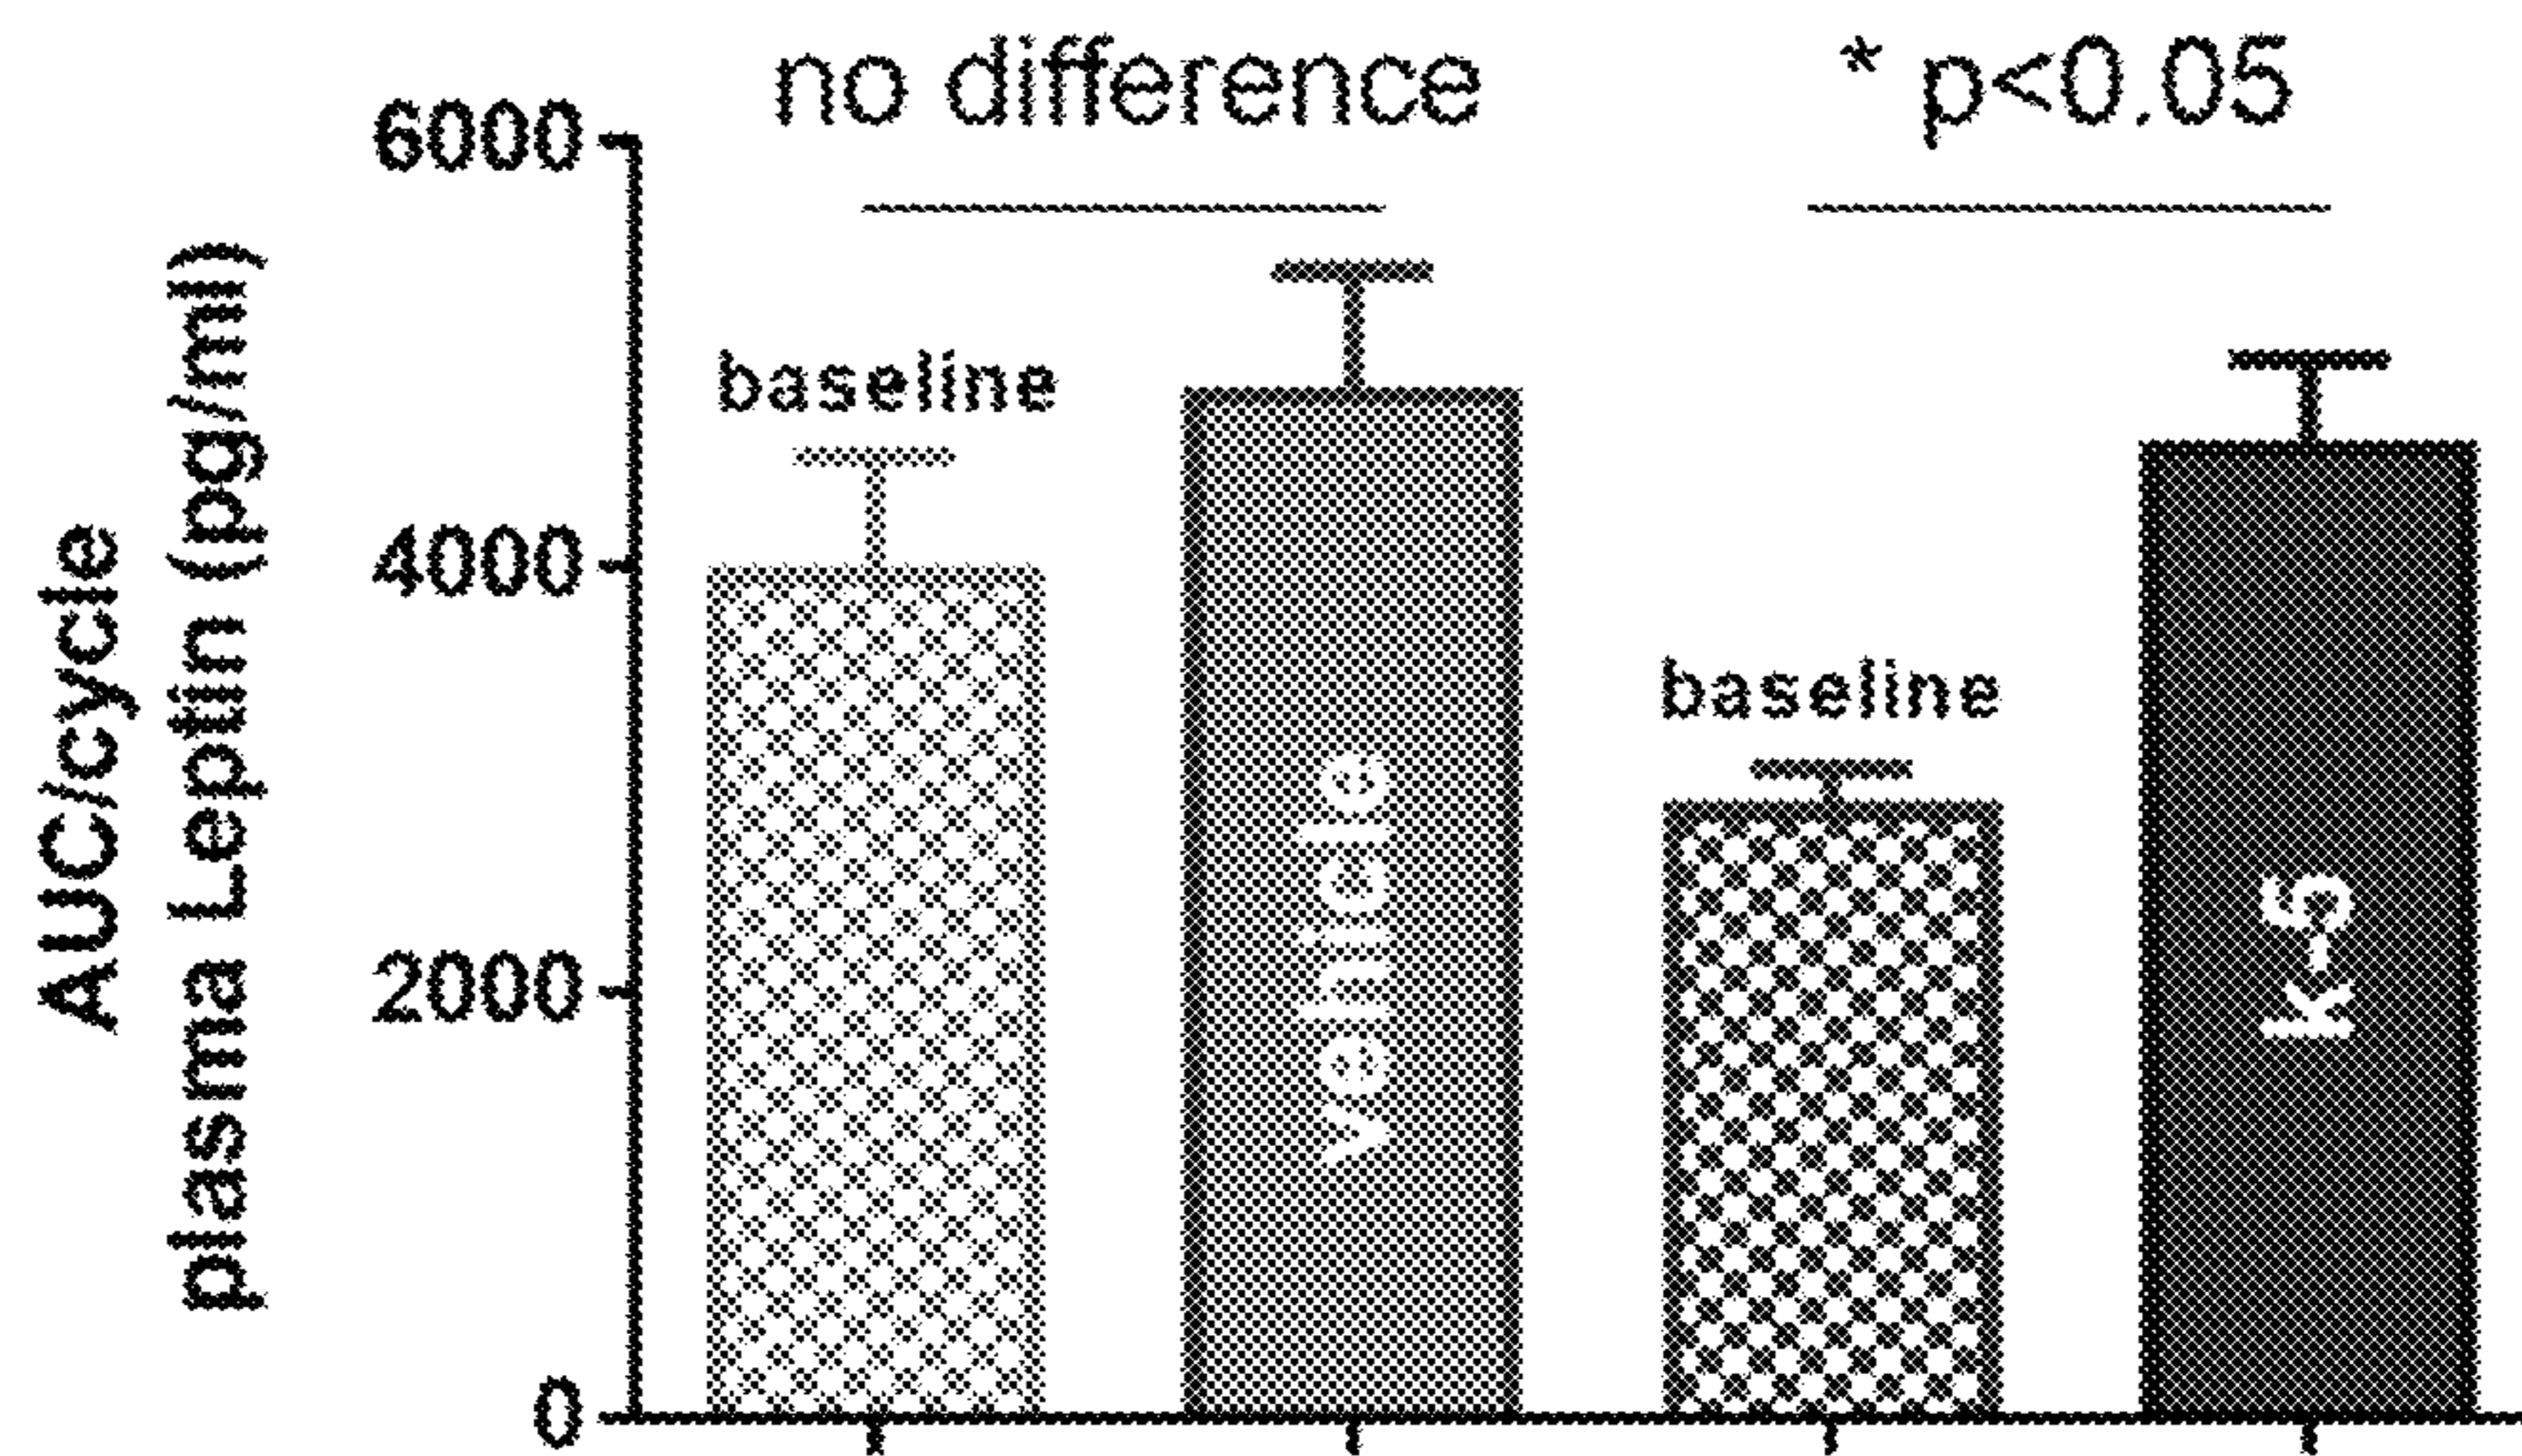 no difference
* p<0.05
AUC/cycle
plasma Leptin (pg/ml)
6000
4000
2000
0
baseline
vehicle
baseline
k-5